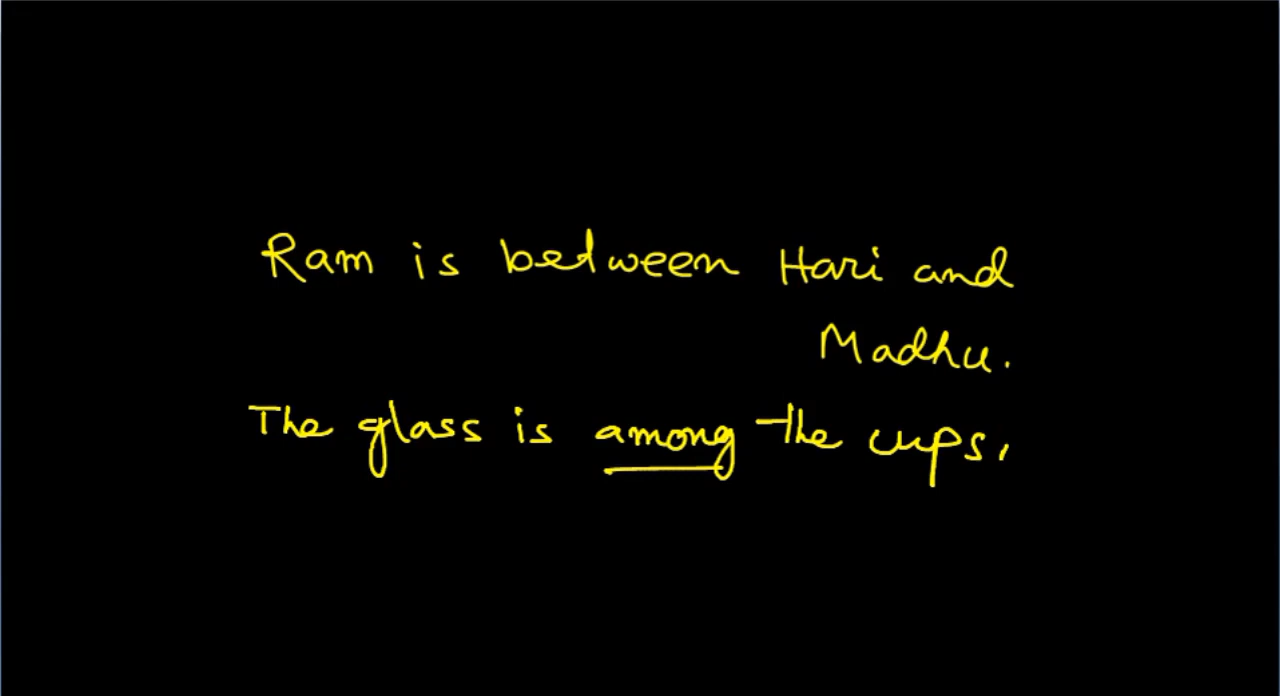 Ram is between Hari and
Madhu.
The glass is among the cups.